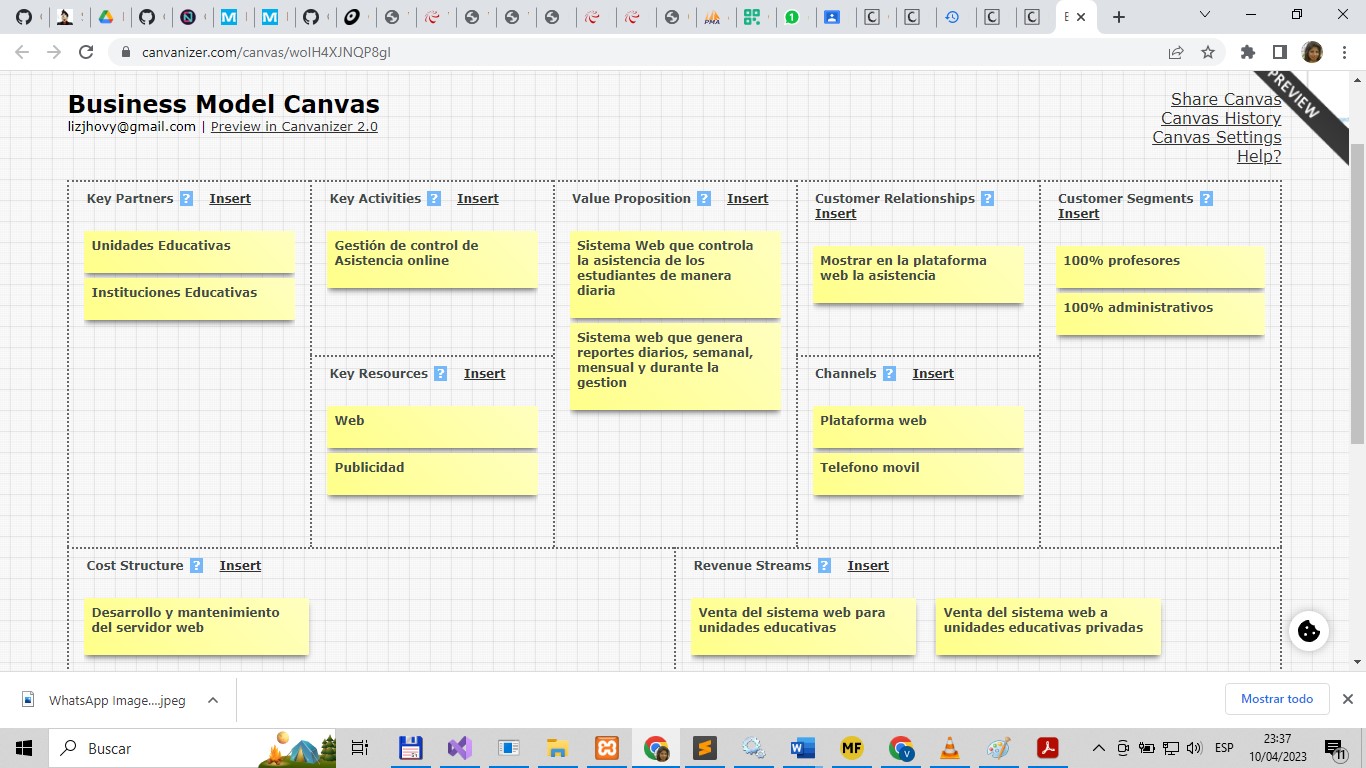 canvanizer.com/canvas/woIH4XJNQP8gI
PREVIEW
Business Model Canvas
lizjhovy@gmail.com | Preview in Canvanizer 2.0
Share Canvas
Canvas History
Canvas Settings
Help?
Key Partners ? Insert
Unidades Educativas
Instituciones Educativas
Key Activities ? Insert
Gestión de control de
Asistencia online
Key Resources ? Insert
Web
Publicidad
Value Proposition ? Insert
Sistema Web que controla
la asistencia de los
estudiantes de manera
diaria
Sistema web que genera
reportes diarios, semanal,
mensual y durante la
gestion
Customer Relationships ?
Insert
Mostrar en la plataforma
web la asistencia
Channels ? Insert
Plataforma web
Telefono movil
Customer Segments ?
Insert
100% profesores
100% administrativos
Cost Structure ? Insert
Desarrollo y mantenimiento
del servidor web
Revenue Streams ? Insert
Venta del sistema web para
unidades educativas
Venta del sistema web a
unidades educativas privadas
WhatsApp Image....jpeg
Mostrar todo
Buscar
MF
ESP
23:37
10/04/2023
11